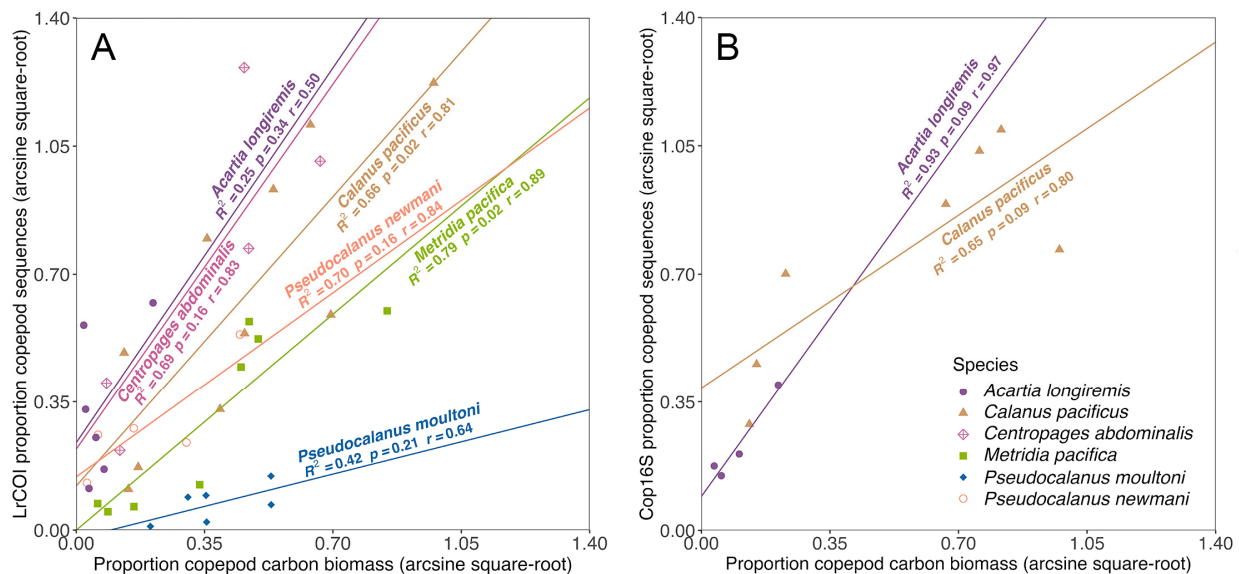 A
LrCOI proportion copepod sequences (arcsine square-root)
1.40
1.05
0.70
0.35
0.00
Acartia longiremis
R² = 0.25 p = 0.34 r = 0.50
Centropages abdominalis
R² = 0.69 p = 0.16 r = 0.83
Calanus pacificus
R² = 0.66 p = 0.02 r = 0.81
Pseudocalanus newmani
R² = 0.70 p = 0.16 r = 0.84
Metridia pacifica
R² = 0.79 p = 0.02 r = 0.89
Pseudocalanus moultoni
R² = 0.42 p = 0.21 r = 0.64
0.00 0.35 0.70 1.05 1.40
Proportion copepod carbon biomass (arcsine square-root)
B
Cop16S proportion copepod sequences (arcsine square-root)
1.40
1.05
0.70
0.35
0.00
Acartia longiremis
R² = 0.93 p = 0.09 r = 0.97
Calanus pacificus
R² = 0.65 p = 0.09 r = 0.80
Species
Acartia longiremis
Calanus pacificus
Centropages abdominalis
Metridia pacifica
Pseudocalanus moultoni
Pseudocalanus newmani
0.00 0.35 0.70 1.05 1.40
Proportion copepod carbon biomass (arcsine square-root)